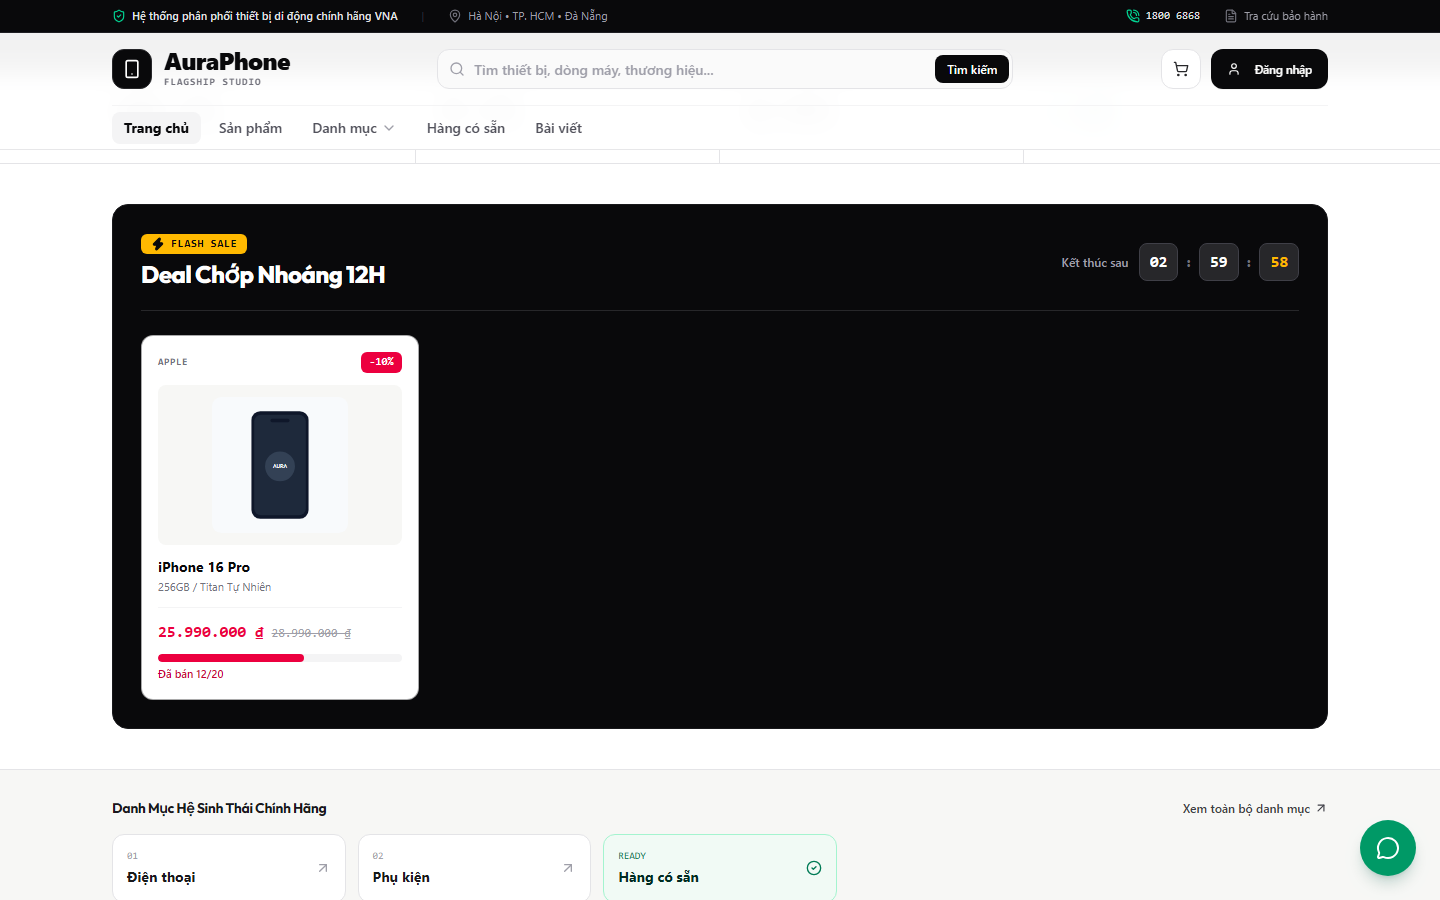 Hệ thống phân phối thiết bị di động chính hãng VNA
Hà Nội • TP. HCM • Đà Nẵng
1800 6868
Tra cứu bảo hành
AuraPhone
FLAGSHIP STUDIO
Tìm thiết bị, dòng máy, thương hiệu...
Tìm kiếm
Đăng nhập
Trang chủ
Sản phẩm
Danh mục
Hàng có sẵn
Bài viết
FLASH SALE
Deal Chớp Nhoáng 12H
Kết thúc sau 02 : 59 : 58
APPLE
-10%
AURA
iPhone 16 Pro
256GB / Titan Tự Nhiên
25.990.000 ₫ 28.990.000 ₫
Đã bán 12/20
Danh Mục Hệ Sinh Thái Chính Hãng
Xem toàn bộ danh mục
01
Điện thoại
02
Phụ kiện
READY
Hàng có sẵn